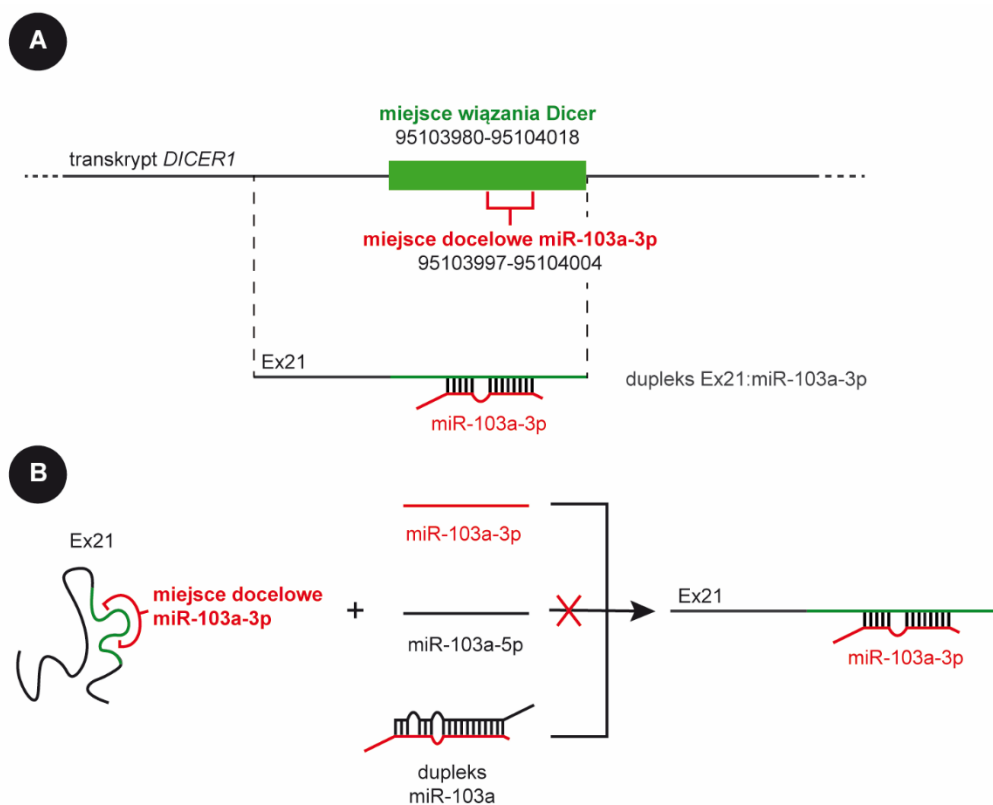 A
miejsce wiązania Dicer
95103980-95104018
transkrypt DICER1
miejsce docelowe miR-103a-3p
95103997-95104004
Ex21
dupleks Ex21:miR-103a-3p
miR-103a-3p
B
Ex21
miejsce docelowe
miR-103a-3p
+
miR-103a-3p
miR-103a-5p
dupleks
miR-103a
Ex21
miR-103a-3p